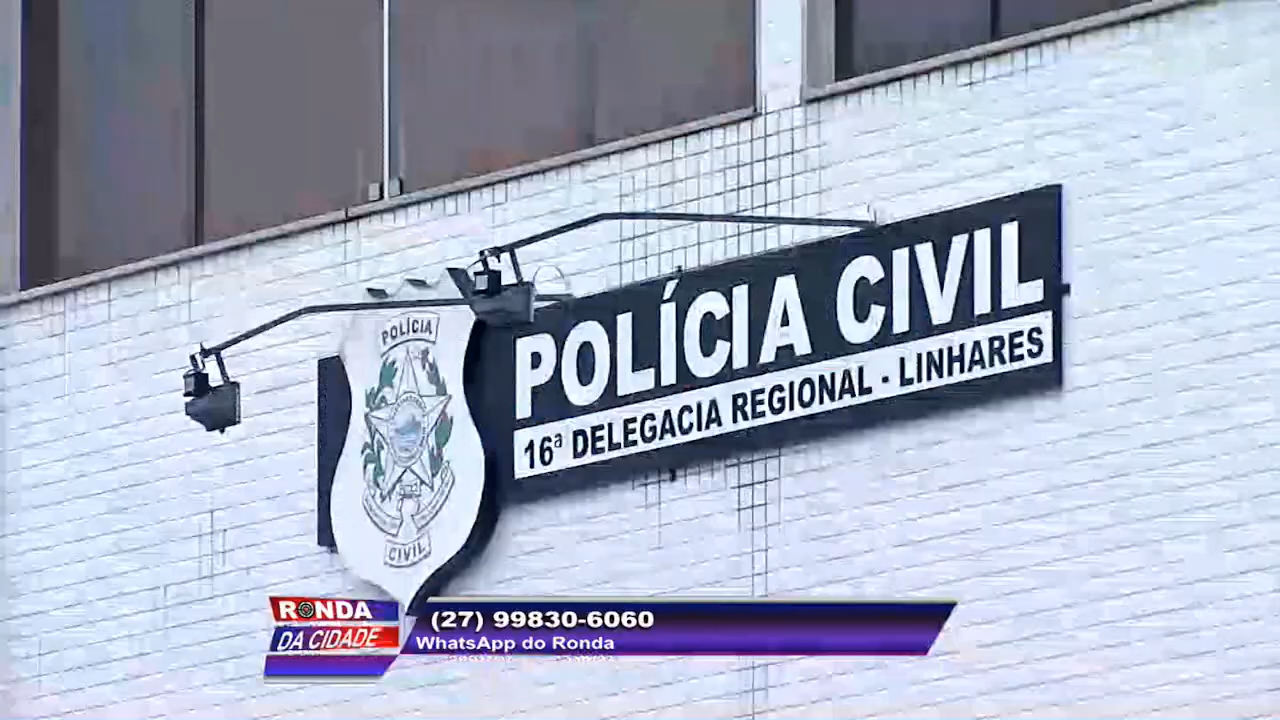 POLÍCIA
CIVIL
POLÍCIA CIVIL
16ª DELEGACIA REGIONAL - LINHARES
RONDA
DA CIDADE
(27) 99830-6060
WhatsApp do Ronda